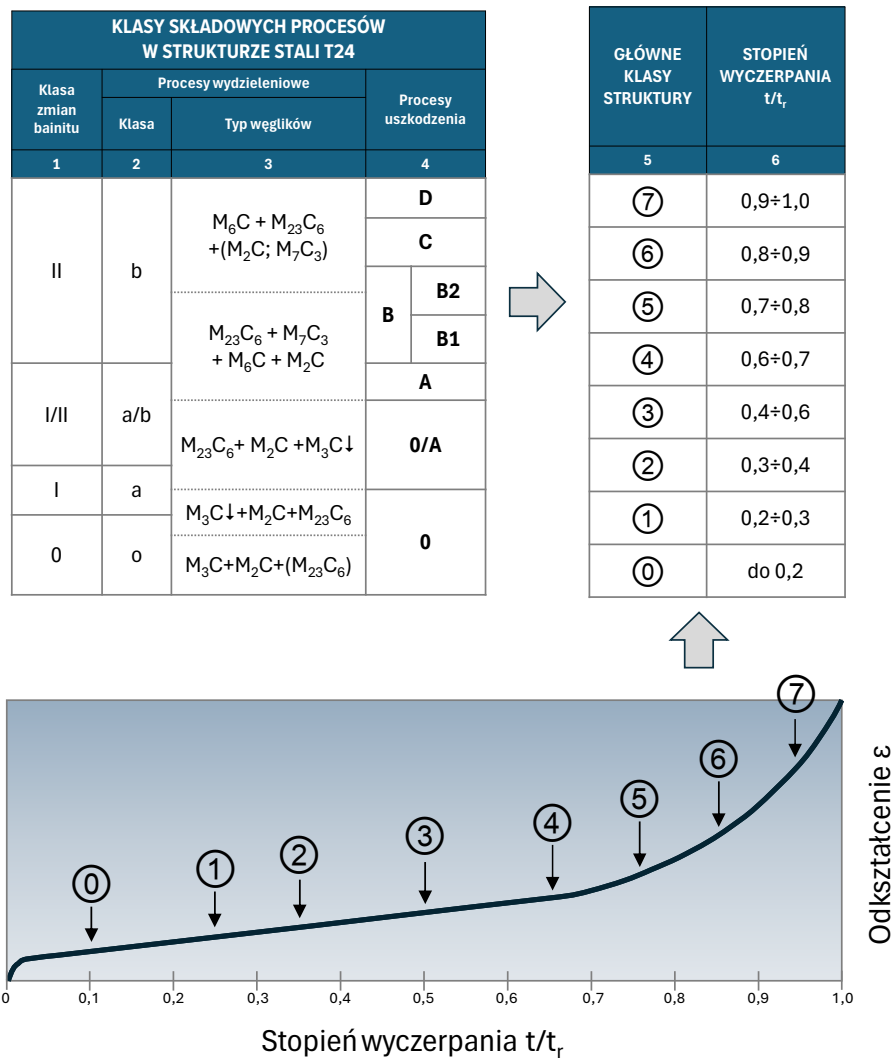 KLASY SKŁADOWYCH PROCESÓW
W STRUKTURZE STALI T24
Klasa
zmian
bainitu
Procesy wydzieleniowe
Klasa
Typ węglików
Procesy
uszkodzenia
1
2
3
4
II
b
M₆C + M₂₃C₆
+(M₂C; M₇C₃)
D
C
B
B2
B1
M₂₃C₆ + M₇C₃
+ M₆C + M₂C
A
I/II
a/b
M₂₃C₆+ M₂C +M₃C↓
0/A
I
a
M₃C↓+M₂C+M₂₃C₆
0
0
o
M₃C+M₂C+(M₂₃C₆)
GŁÓWNE
KLASY
STRUKTURY
STOPIEŃ
WYCZERPANIA
t/tᵣ
5
6
⑦ 0,9÷1,0
⑥ 0,8÷0,9
⑤ 0,7÷0,8
④ 0,6÷0,7
③ 0,4÷0,6
② 0,3÷0,4
① 0,2÷0,3
⓪ do 0,2
⓪ ① ② ③ ④ ⑤ ⑥ ⑦
0 0,1 0,2 0,3 0,4 0,5 0,6 0,7 0,8 0,9 1,0
Stopień wyczerpania t/tᵣ
Odkształcenie ε